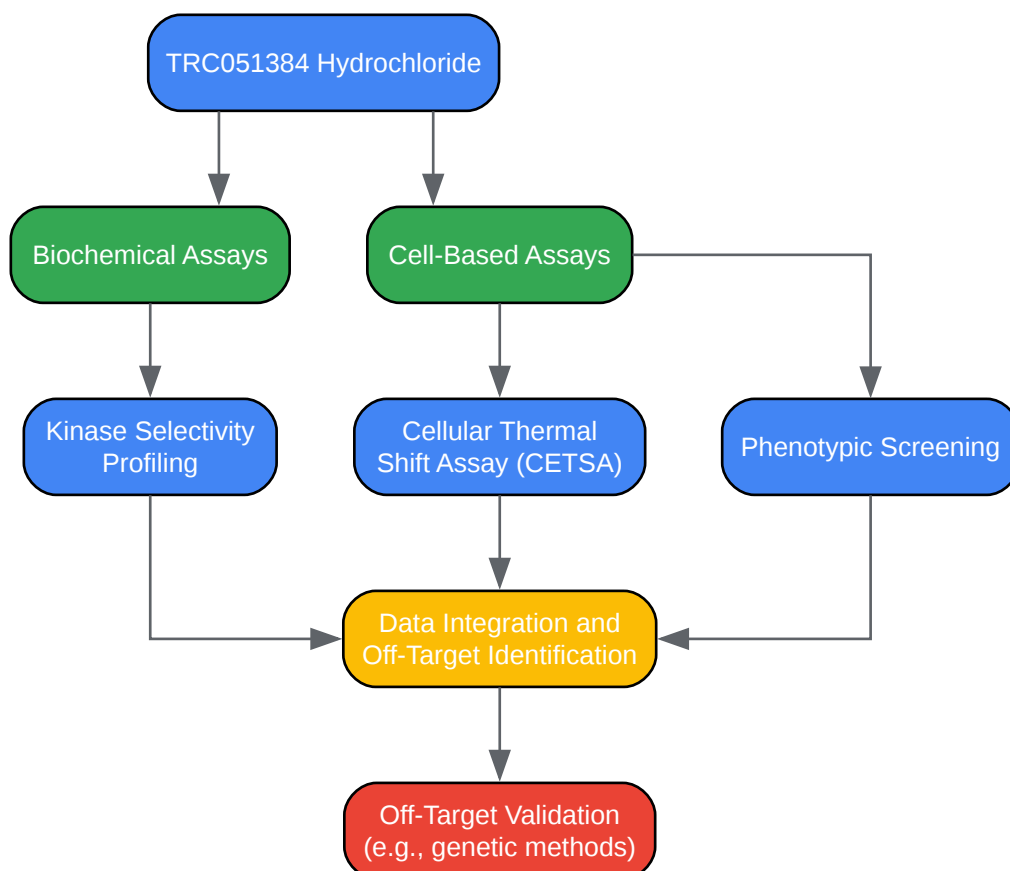 TRC051384 Hydrochloride
Biochemical Assays
Cell-Based Assays
Kinase Selectivity
Profiling
Cellular Thermal
Shift Assay (CETSA)
Phenotypic Screening
Data Integration and
Off-Target Identification
Off-Target Validation
(e.g., genetic methods)